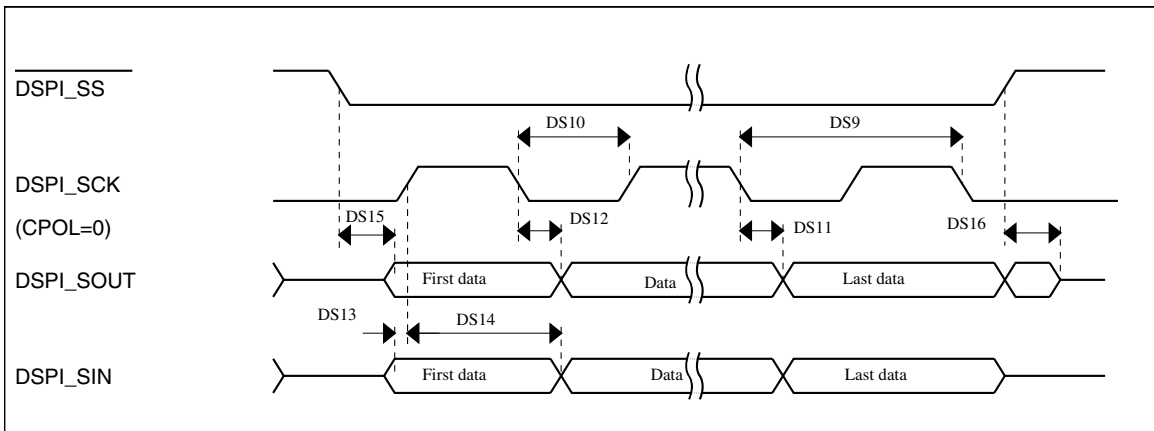 DSPI_SS
DS10
DS9
DSPI_SCK
(CPOL=0)
DS15
DS12
DS11
DS16
DSPI_SOUT
First data
Data
Last data
DS13
DS14
DSPI_SIN
First data
Data
Last data